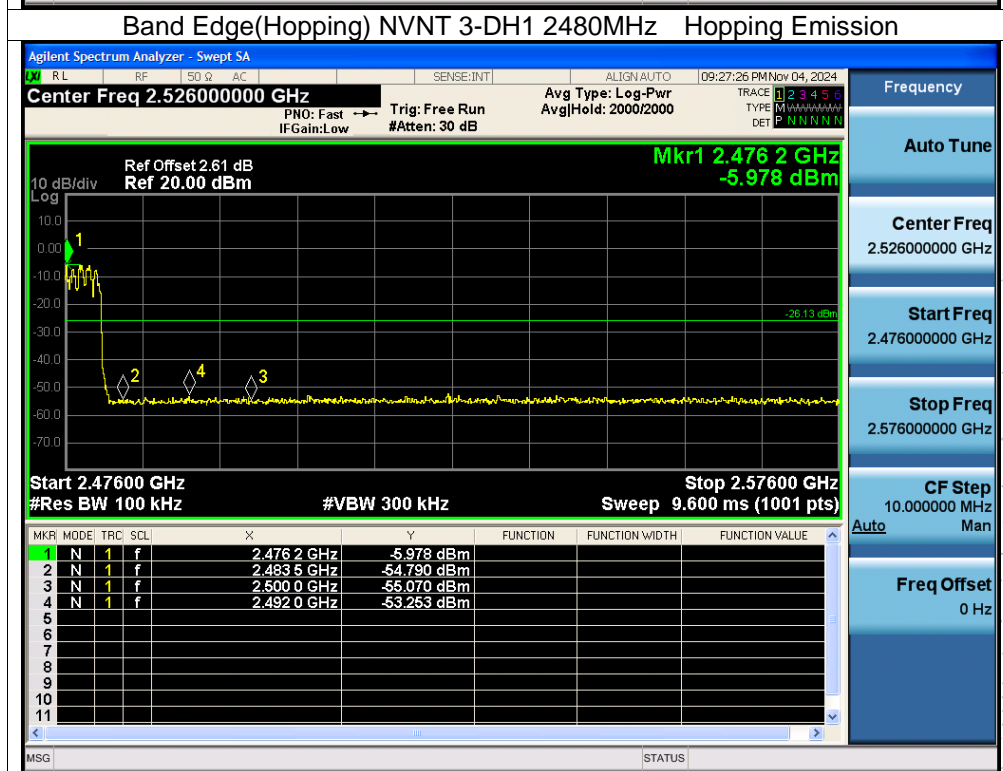 Band Edge(Hopping) NVNT 3-DH1 2480MHz Hopping Emission
Agilent Spectrum Analyzer - Swept SA
LXI RL RF 50 Ω AC SENSE:INT ALIGN AUTO 09:27:26 PM Nov 04, 2024
Center Freq 2.526000000 GHz
PNO: Fast
IFGain:Low
Trig: Free Run
#Atten: 30 dB
Avg Type: Log-Pwr
Avg|Hold: 2000/2000
TRACE 1 2 3 4 5 6
TYPE M
DET P N N N N N
Ref Offset 2.61 dB
Ref 20.00 dBm
Mkr1 2.476 2 GHz
-5.978 dBm
10 dB/div
Log
10.0
0.00
-10.0
-20.0
-30.0
-40.0
-50.0
-60.0
-70.0
1
2
4
3
-26.13 dBm
Start 2.47600 GHz Stop 2.57600 GHz
#Res BW 100 kHz #VBW 300 kHz Sweep 9.600 ms (1001 pts)
MKR MODE TRC SCL X Y FUNCTION FUNCTION WIDTH FUNCTION VALUE
1 N 1 f 2.476 2 GHz -5.978 dBm
2 N 1 f 2.483 5 GHz -54.790 dBm
3 N 1 f 2.500 0 GHz -55.070 dBm
4 N 1 f 2.492 0 GHz -53.253 dBm
5
6
7
8
9
10
11
MSG STATUS
Frequency
Auto Tune
Center Freq
2.526000000 GHz
Start Freq
2.476000000 GHz
Stop Freq
2.576000000 GHz
CF Step
10.000000 MHz
Auto Man
Freq Offset
0 Hz